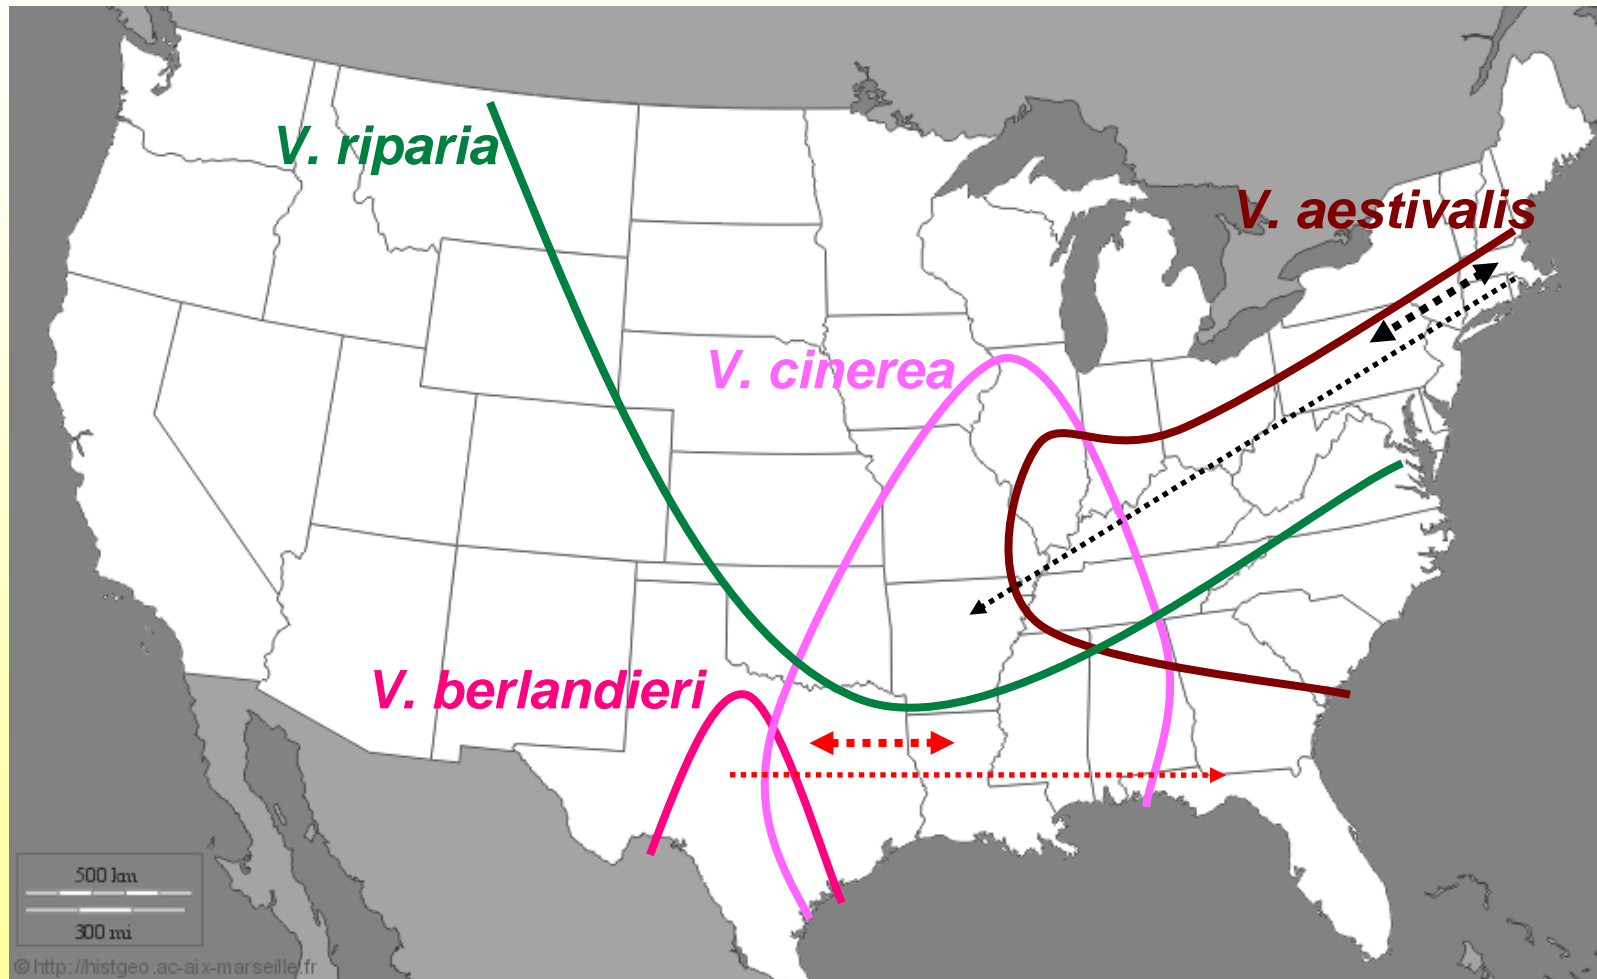 V. riparia
V. aestivalis
V. cinerea
V. berlandieri
500 km
300 mi
© http://histgeo.ac-aix-marseille.fr